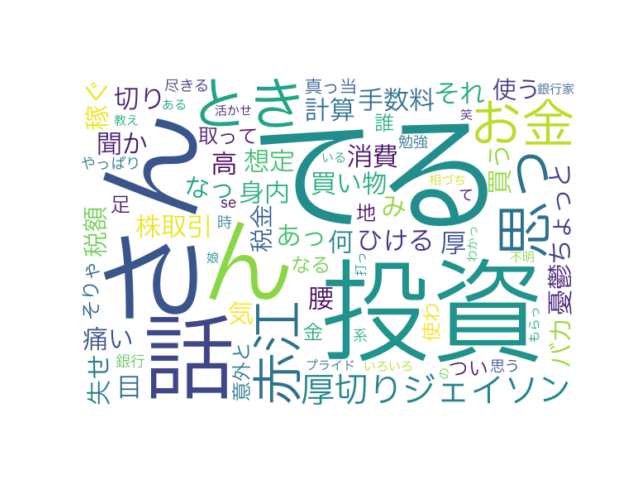 尽きる
真っ当
ある
活かせ
切り
とき
計算
手数料
それ
使う
銀行家
稼ぐ
教え
聞か
取って
誰
勉強
笑
お金
やっぱり
高
想定
消費
いる
買う
てる
さん
ん
なっ
身内
買い物
相づち
み
て
思っ
ちょっと
足
se
時
地
税額
株取引
税金
あっ
何
ひける
厚
わかっ
不明
憂鬱
そりゃ
娘
なる
打っ
投資
話
赤江
気
腰
痛い
金
系
使わ
もらっ
バカ
失せ
皿
銀行
意外と
プライド
いろいろ
の
つい
思う
厚切りジェイソン